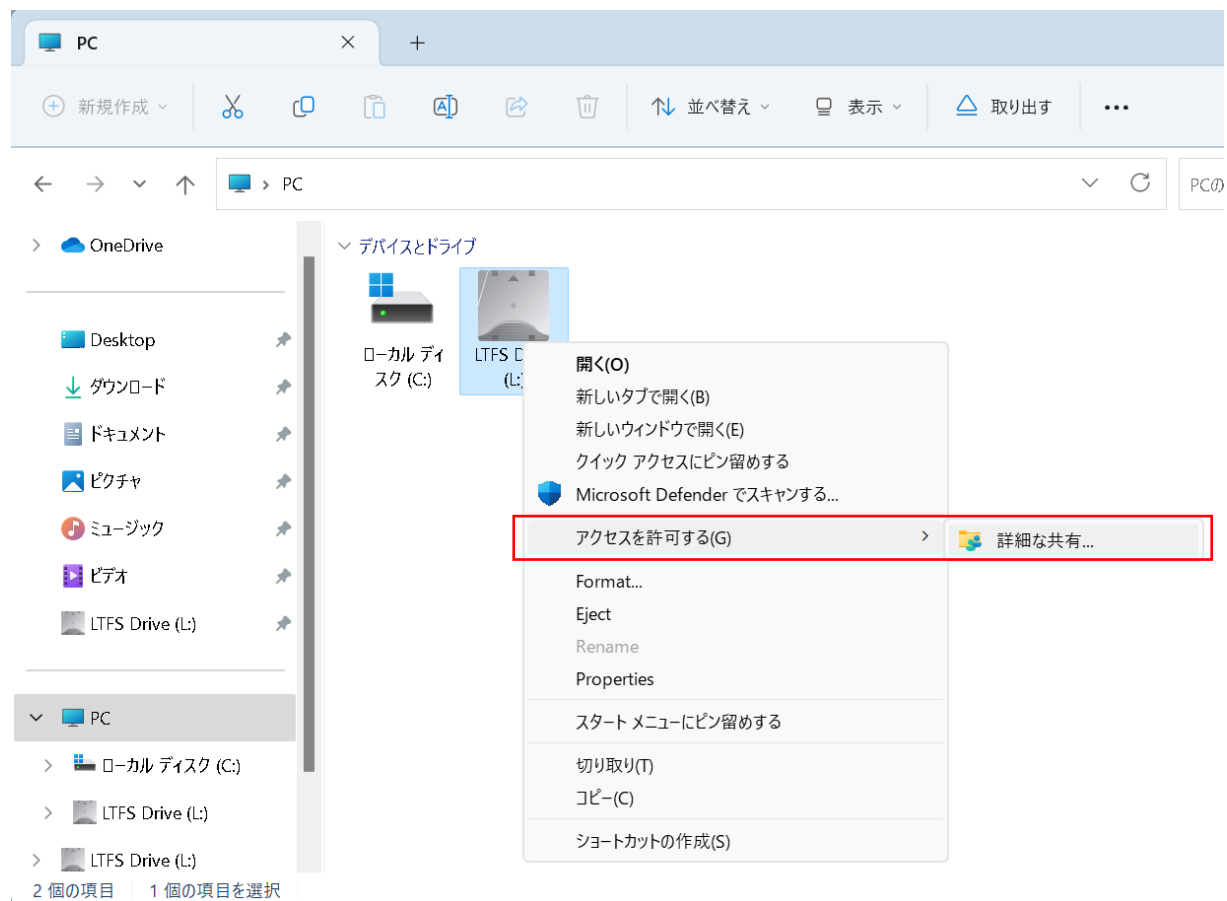 PC
新規作成
並べ替え
表示
取り出す
PC
PCの
OneDrive
Desktop
ダウンロード
ドキュメント
ピクチャ
ミュージック
ビデオ
LTFS Drive (L:)
PC
ローカル ディスク (C:)
LTFS Drive (L:)
LTFS Drive (L:)
デバイスとドライブ
ローカル ディ
スク (C:)
LTFS D
(L:)
開く(O)
新しいタブで開く(B)
新しいウィンドウで開く(E)
クイック アクセスにピン留めする
Microsoft Defender でスキャンする...
アクセスを許可する(G)
詳細な共有...
Format...
Eject
Rename
Properties
スタート メニューにピン留めする
切り取り(T)
コピー(C)
ショートカットの作成(S)
2 個の項目
1 個の項目を選択